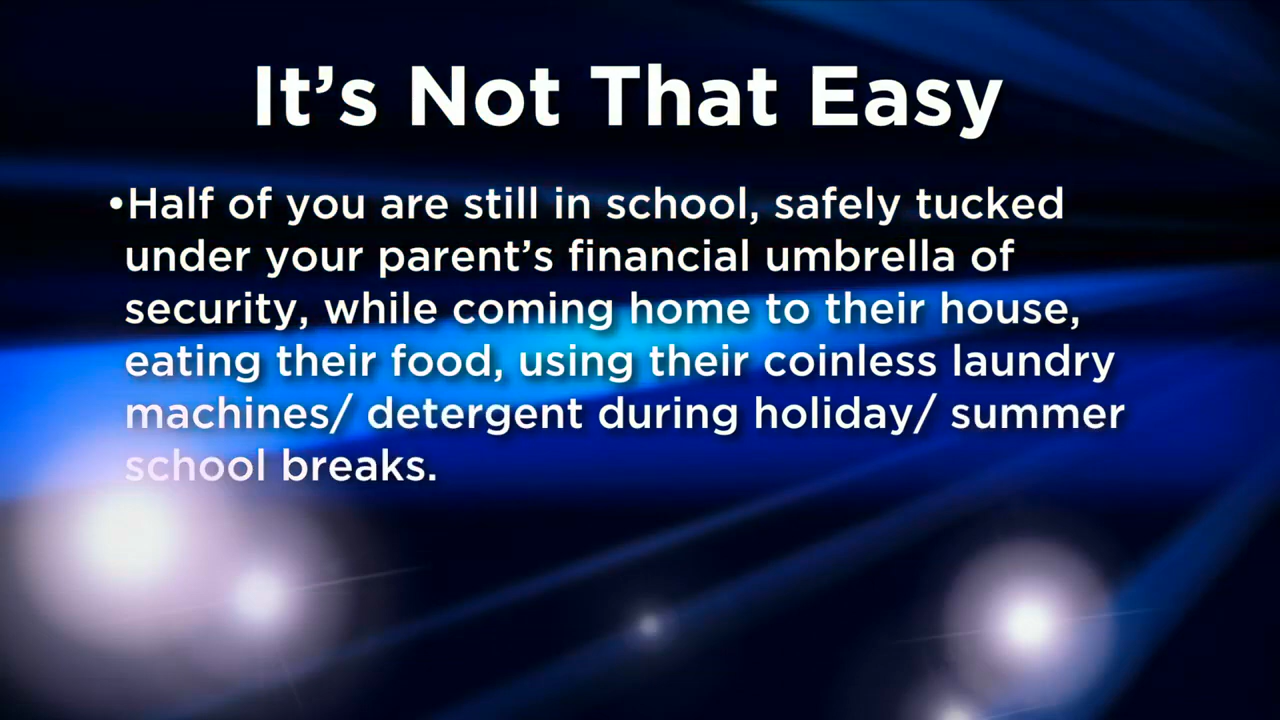 It’s Not That Easy
•Half of you are still in school, safely tucked
under your parent’s financial umbrella of
security, while coming home to their house,
eating their food, using their coinless laundry
machines/ detergent during holiday/ summer
school breaks.